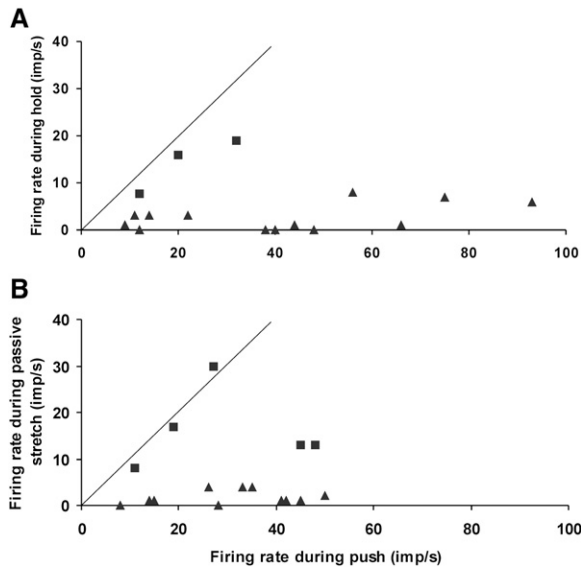 A
Firing rate during hold (imp/s)
40
30
20
10
0
0 20 40 60 80 100
B
Firing rate during passive
stretch (imp/s)
40
30
20
10
0
0 20 40 60 80 100
Firing rate during push (imp/s)